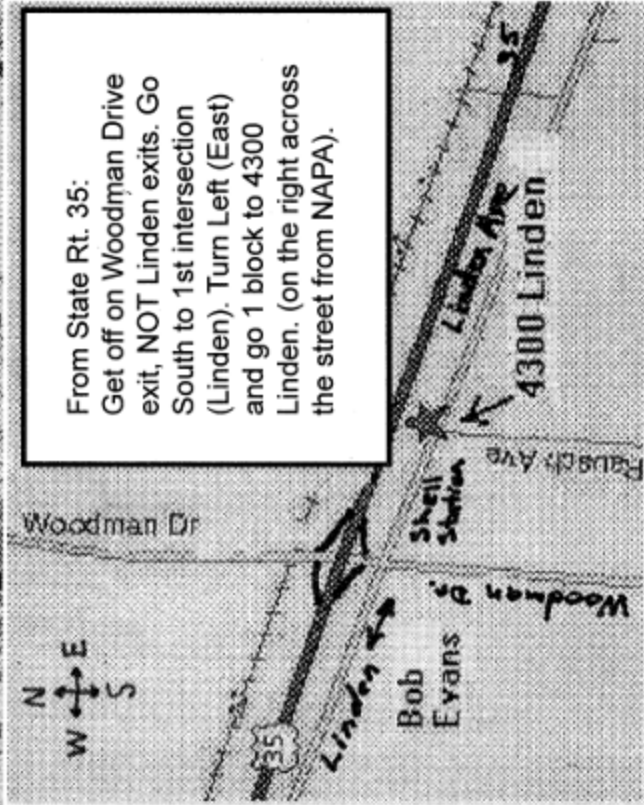 From State Rt. 35:
Get off on Woodman Drive
exit, NOT Linden exits. Go
South to 1st intersection
(Linden). Turn Left (East)
and go 1 block to 4300
Linden. (on the right across
the street from NAPA).
N
W E
S
Woodman Dr
35
Linden
Bob
Evans
Woodman Dr.
Shell
Station
Rausch Ave
4300 Linden
Linden Ave
35